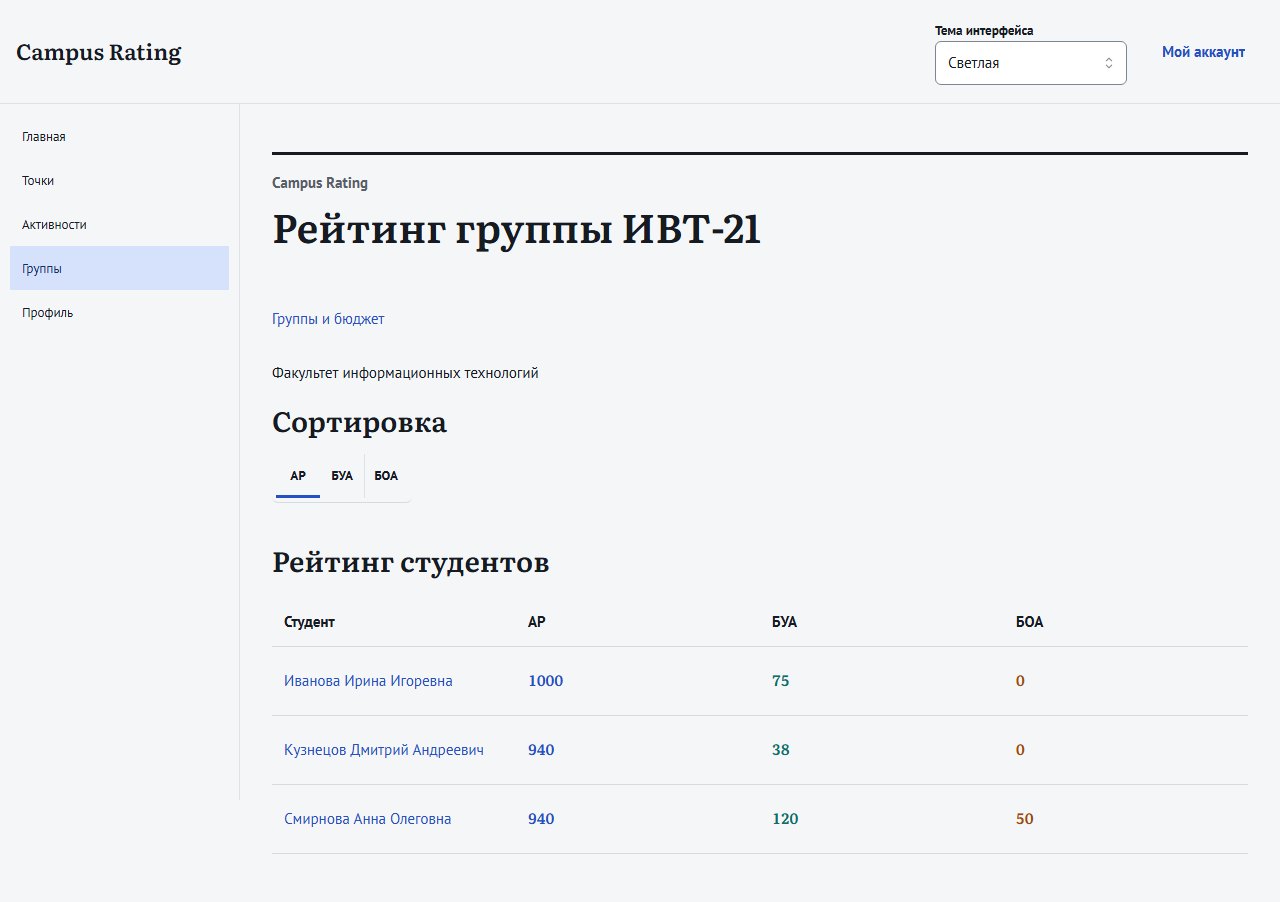 Campus Rating
Тема интерфейса
Светлая
Мой аккаунт
Главная
Точки
Активности
Группы
Профиль
Campus Rating
Рейтинг группы ИВТ-21
Группы и бюджет
Факультет информационных технологий
Сортировка
АР БУА БОА
Рейтинг студентов
Студент АР БУА БОА
Иванова Ирина Игоревна 1000 75 0
Кузнецов Дмитрий Андреевич 940 38 0
Смирнова Анна Олеговна 940 120 50